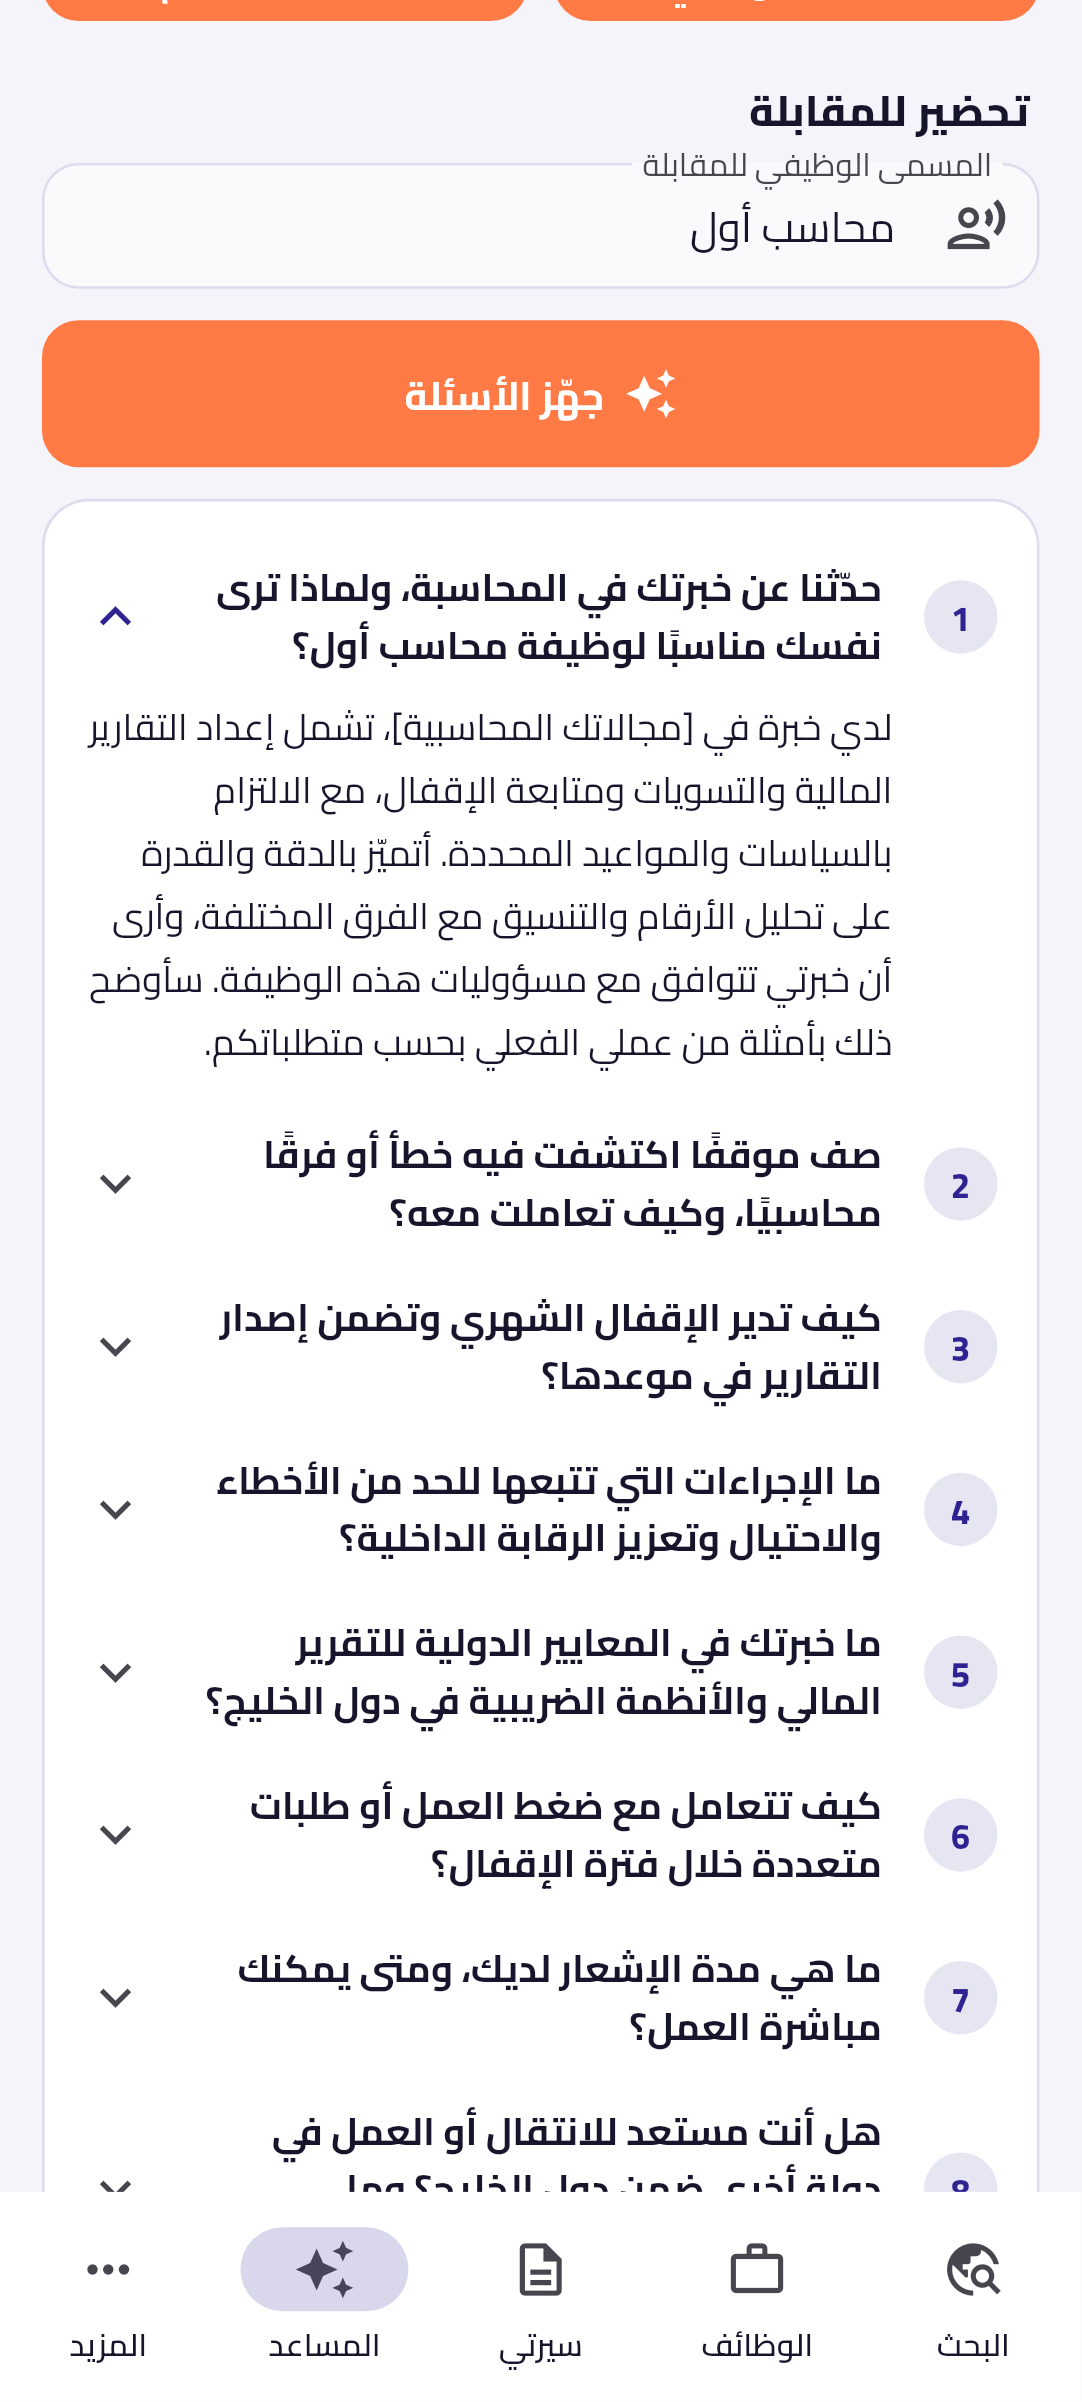 تحضير للمقابلة
المسمى الوظيفي للمقابلة
محاسب أول
جهّز الأسئلة
1
حدّثنا عن خبرتك في المحاسبة، ولماذا ترى
نفسك مناسبًا لوظيفة محاسب أول؟
لدي خبرة في [مجالاتك المحاسبية]، تشمل إعداد التقارير
المالية والتسويات ومتابعة الإقفال، مع الالتزام
بالسياسات والمواعيد المحددة. أتميّز بالدقة والقدرة
على تحليل الأرقام والتنسيق مع الفرق المختلفة، وأرى
أن خبرتي تتوافق مع مسؤوليات هذه الوظيفة. سأوضح
ذلك بأمثلة من عملي الفعلي بحسب متطلباتكم.
2
صف موقفًا اكتشفت فيه خطأ أو فرقًا
محاسبيًا، وكيف تعاملت معه؟
3
كيف تدير الإقفال الشهري وتضمن إصدار
التقارير في موعدها؟
4
ما الإجراءات التي تتبعها للحد من الأخطاء
والاحتيال وتعزيز الرقابة الداخلية؟
5
ما خبرتك في المعايير الدولية للتقرير
المالي والأنظمة الضريبية في دول الخليج؟
6
كيف تتعامل مع ضغط العمل أو طلبات
متعددة خلال فترة الإقفال؟
7
ما هي مدة الإشعار لديك، ومتى يمكنك
مباشرة العمل؟
8
هل أنت مستعد للانتقال أو العمل في
دولة أخرى ضمن دول الخليج؟ وما
البحث
الوظائف
سيرتي
المساعد
المزيد